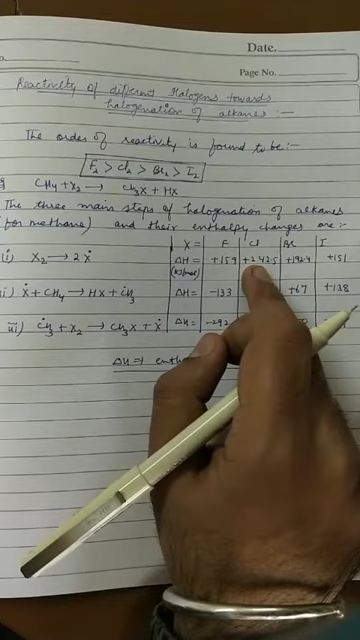 Date.
Page No.
Reactivity of different Halogens towards
halogenation of alkanes :-
The order of reactivity is found to be:-
F₂ > Cl₂ > Br₂ > I₂
CH₄ + X₂ → CH₃X + HX
The three main steps of halogenation of alkanes
(for methane) and their enthalpy changes are :-
X = F Cl Br I
(i) X₂ → 2Ẋ ΔH = (KJ/mol) +159 +242.5 +192.4 +151
ii) Ẋ + CH₄ → HX + ĊH₃ ΔH = -133 +67 +138
iii) ĊH₃ + X₂ → CH₃X + Ẋ ΔH = -292
ΔH ⇒